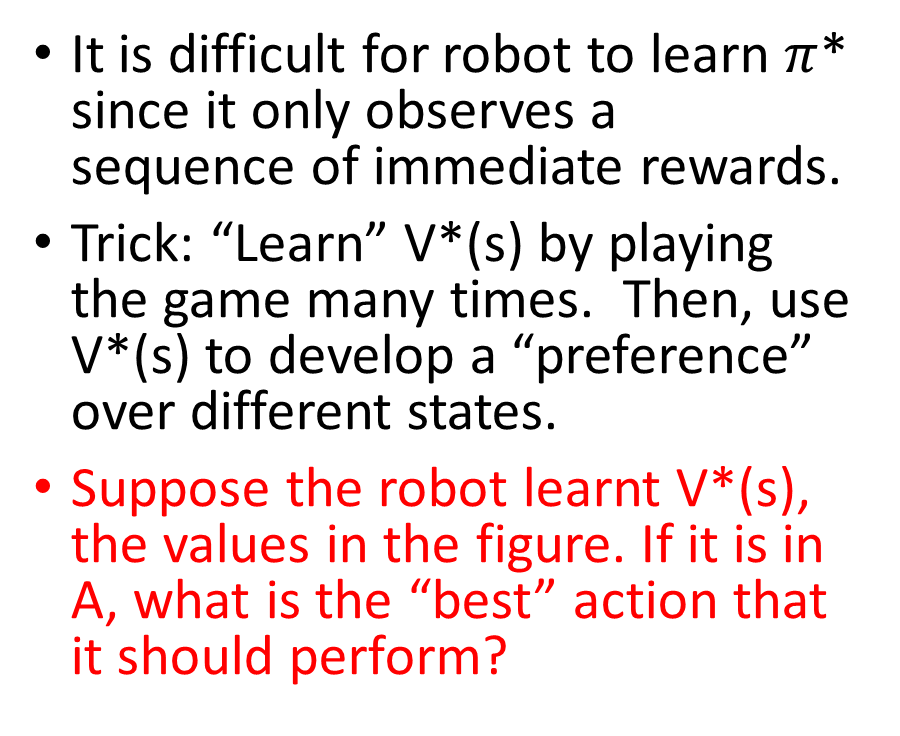 • It is difficult for robot to learn 𝜋*
since it only observes a
sequence of immediate rewards.
• Trick: “Learn” V*(s) by playing
the game many times.  Then, use
V*(s) to develop a “preference”
over different states.
• Suppose the robot learnt V*(s),
the values in the figure. If it is in
A, what is the “best” action that
it should perform?